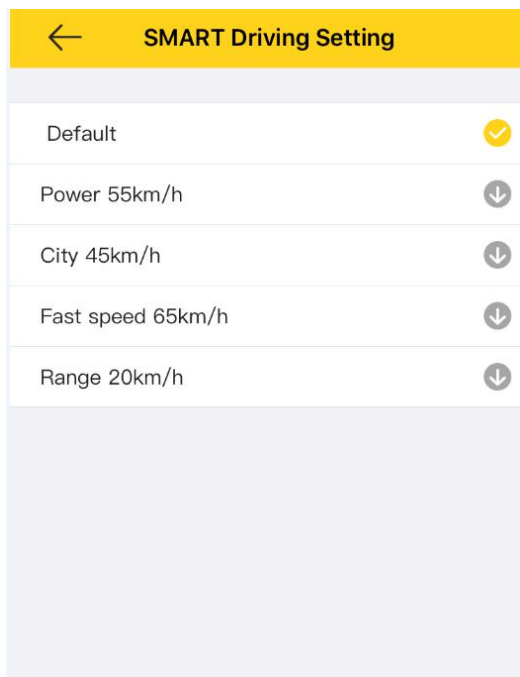 SMART Driving Setting
Default
Power 55km/h
City 45km/h
Fast speed 65km/h
Range 20km/h